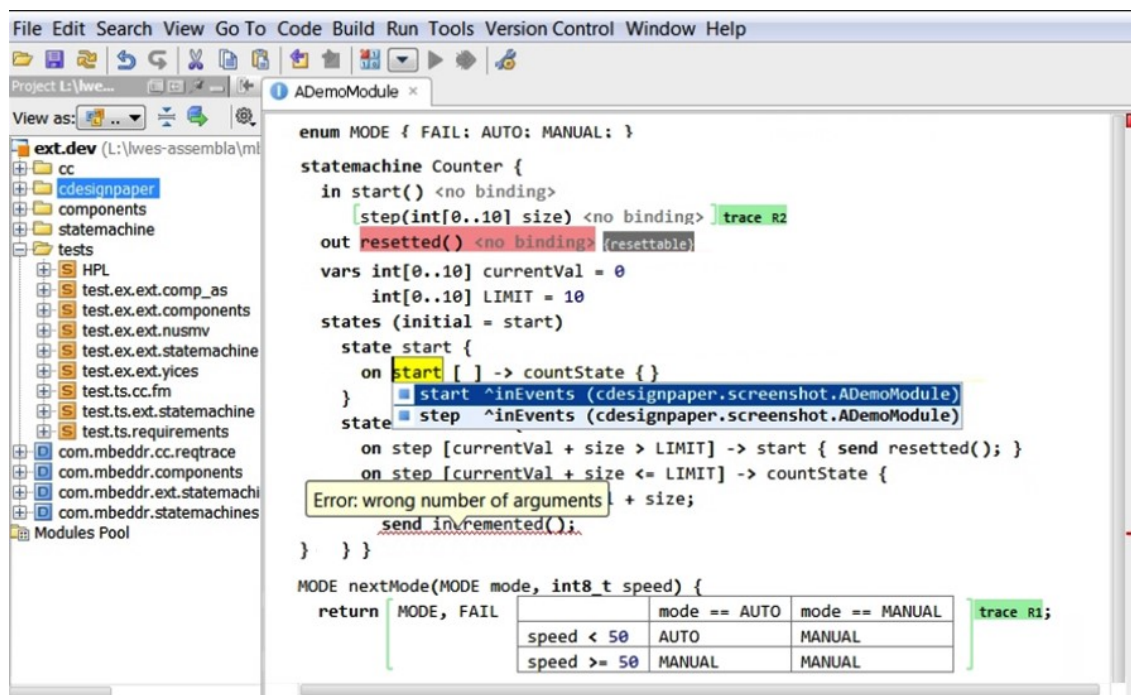 File Edit Search View Go To Code Build Run Tools Version Control Window Help
Project L:\lwe...
ADemoModule
View as: ..
ext.dev (L:\lwes-assembla\mb
cc
cdesignpaper
components
statemachine
tests
HPL
test.ex.ext.comp_as
test.ex.ext.components
test.ex.ext.nusmv
test.ex.ext.statemachine
test.ex.ext.yices
test.ts.cc.fm
test.ts.ext.statemachine
test.ts.requirements
com.mbeddr.cc.reqtrace
com.mbeddr.components
com.mbeddr.ext.statemachi
com.mbeddr.statemachines
Modules Pool
enum MODE { FAIL: AUTO: MANUAL: }
statemachine Counter {
in start() <no binding>
step(int[0..10] size) <no binding> trace R2
out resetted() <no binding> {resettable}
vars int[0..10] currentVal = 0
int[0..10] LIMIT = 10
states (initial = start)
state start {
on start [ ] -> countState { }
start ^inEvents (cdesignpaper.screenshot.ADemoModule)
}
step ^inEvents (cdesignpaper.screenshot.ADemoModule)
state
on step [currentVal + size > LIMIT] -> start { send resetted(); }
on step [currentVal + size <= LIMIT] -> countState {
Error: wrong number of arguments
+ size;
send incremented();
} } }
MODE nextMode(MODE mode, int8_t speed) {
return MODE, FAIL mode == AUTO mode == MANUAL trace R1;
speed < 50 AUTO MANUAL
speed >= 50 MANUAL MANUAL